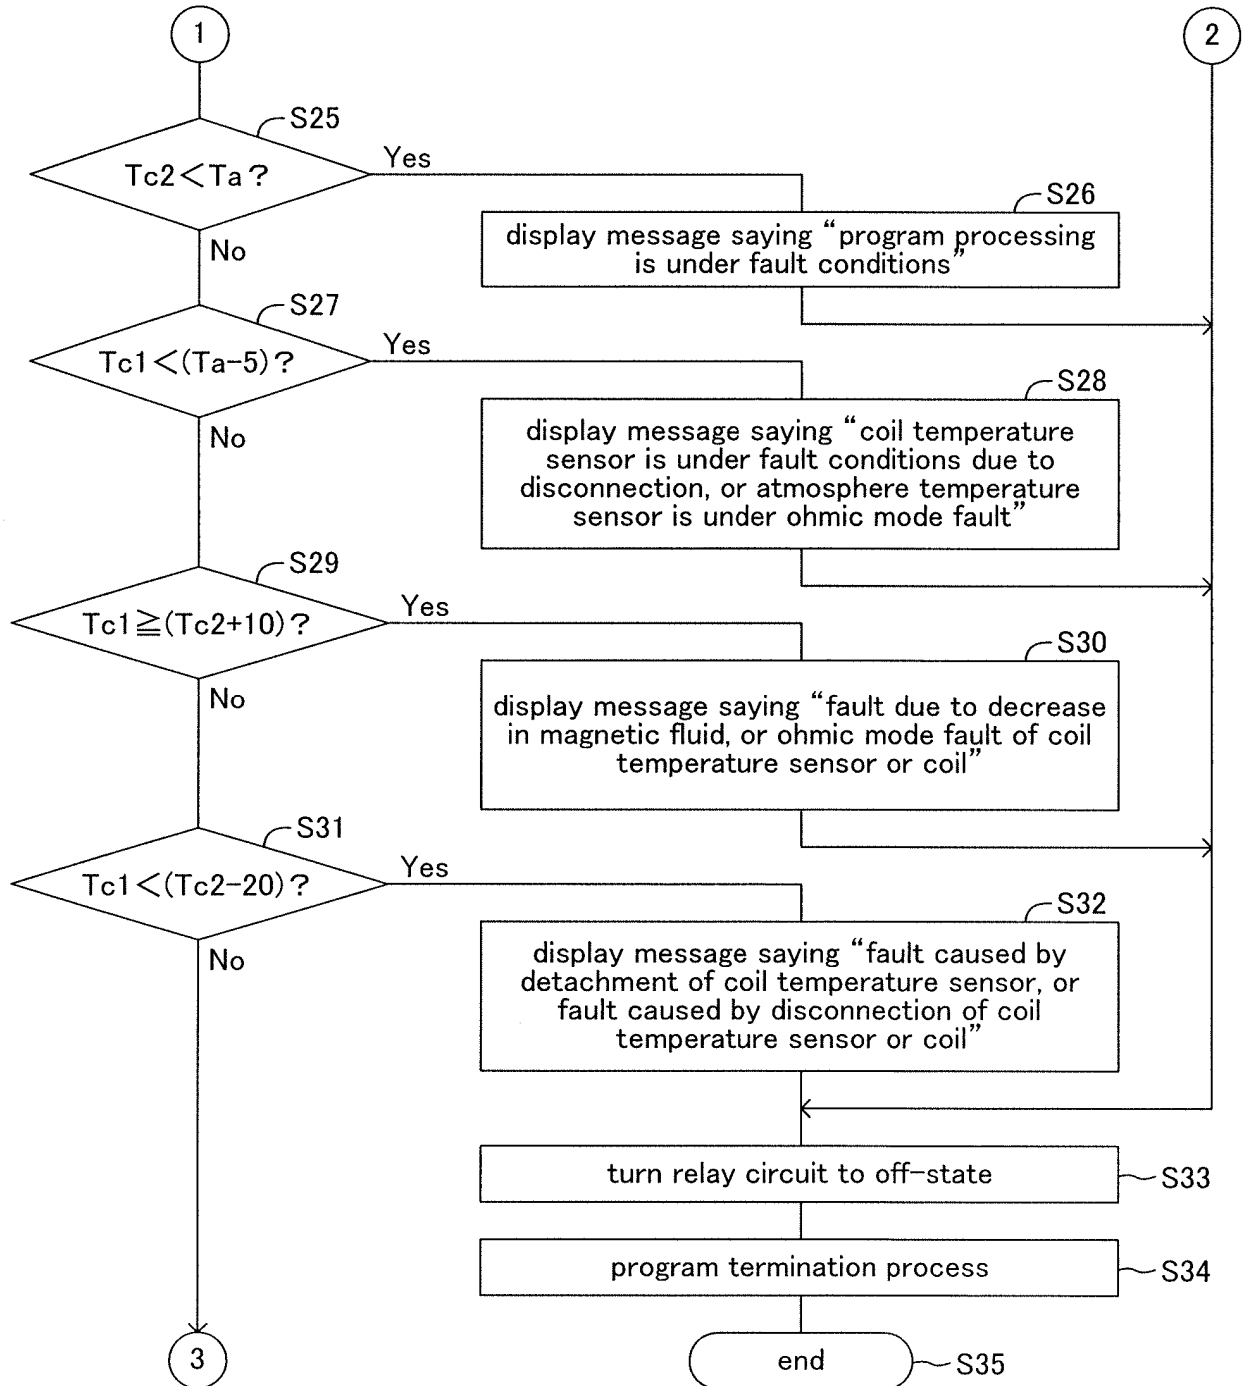 1
2
S25
Tc2<Ta?
Yes
No
S26
display message saying “program processing
is under fault conditions”
S27
Tc1<(Ta-5)?
Yes
No
S28
display message saying “coil temperature
sensor is under fault conditions due to
disconnection, or atmosphere temperature
sensor is under ohmic mode fault”
S29
Tc1≧(Tc2+10)?
Yes
No
S30
display message saying “fault due to decrease
in magnetic fluid, or ohmic mode fault of coil
temperature sensor or coil”
S31
Tc1<(Tc2-20)?
Yes
No
S32
display message saying “fault caused by
detachment of coil temperature sensor, or
fault caused by disconnection of coil
temperature sensor or coil”
turn relay circuit to off-state
S33
program termination process
S34
3
end
S35